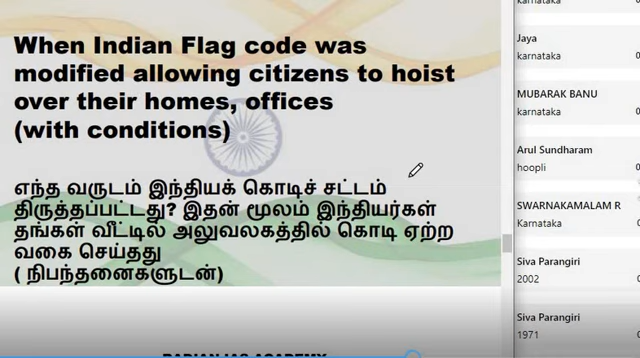 When Indian Flag code was
modified allowing citizens to hoist
over their homes, offices
(with conditions)
எந்த வருடம் இந்தியக் கொடிச் சட்டம்
திருத்தப்பட்டது? இதன் மூலம் இந்தியர்கள்
தங்கள் வீட்டில் அலுவலகத்தில் கொடி ஏற்ற
வகை செய்தது
( நிபந்தனைகளுடன்)
karnataka
Jaya
karnataka
MUBARAK BANU
karnataka
Arul Sundharam
hoopli
SWARNAKAMALAM R
Karnataka
Siva Parangiri
2002
Siva Parangiri
1971